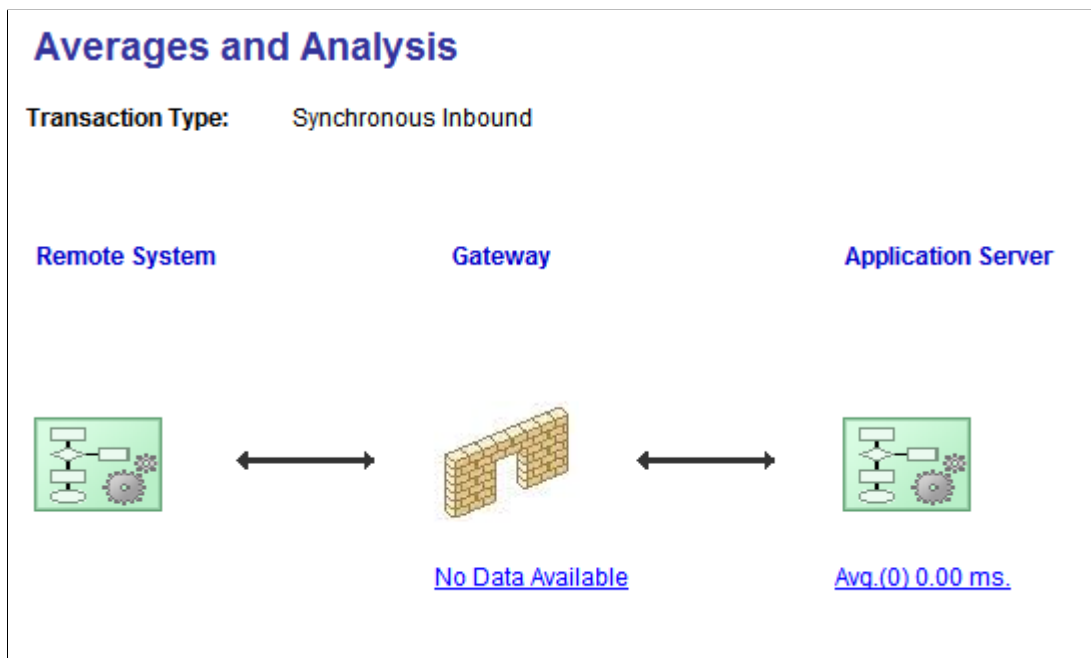 Averages and Analysis
Transaction Type: Synchronous Inbound
Remote System Gateway Application Server
No Data Available Avg.(0) 0.00 ms.